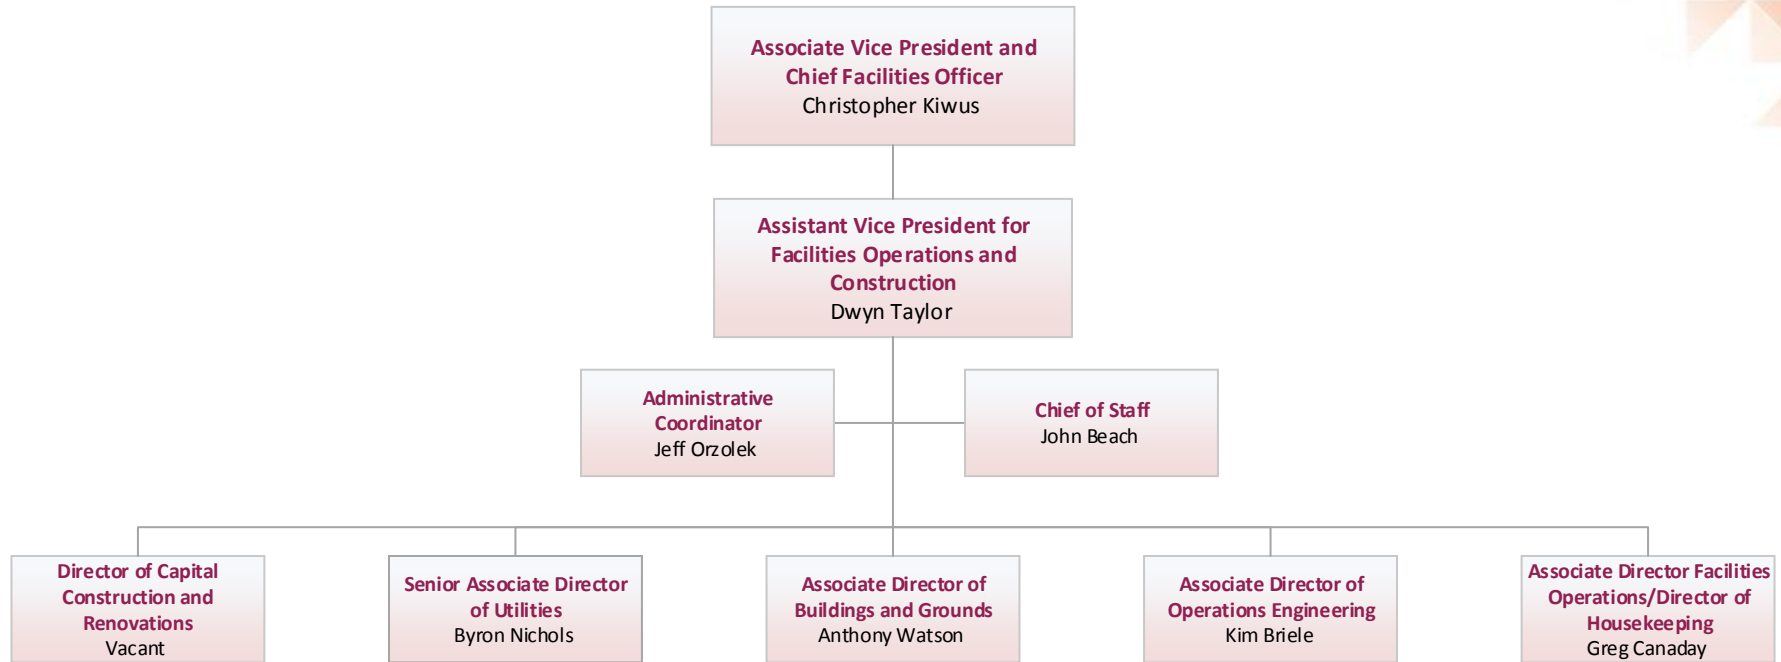 Associate Vice President and
Chief Facilities Officer
Christopher Kiwus
Assistant Vice President for
Facilities Operations and
Construction
Dwyn Taylor
Administrative
Coordinator
Jeff Orzolek
Chief of Staff
John Beach
Director of Capital
Construction and
Renovations
Vacant
Senior Associate Director
of Utilities
Byron Nichols
Associate Director of
Buildings and Grounds
Anthony Watson
Associate Director of
Operations Engineering
Kim Briele
Associate Director Facilities
Operations/Director of
Housekeeping
Greg Canaday